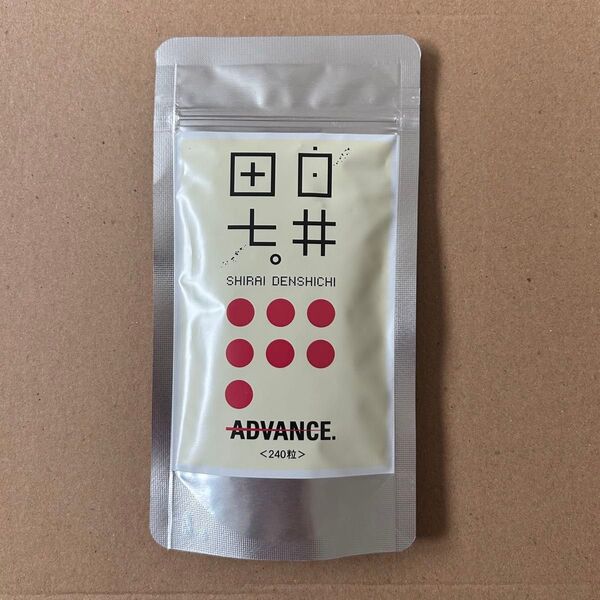 白井
田七。
SHIRAI DENSHICHI
ADVANCE.
<240粒>